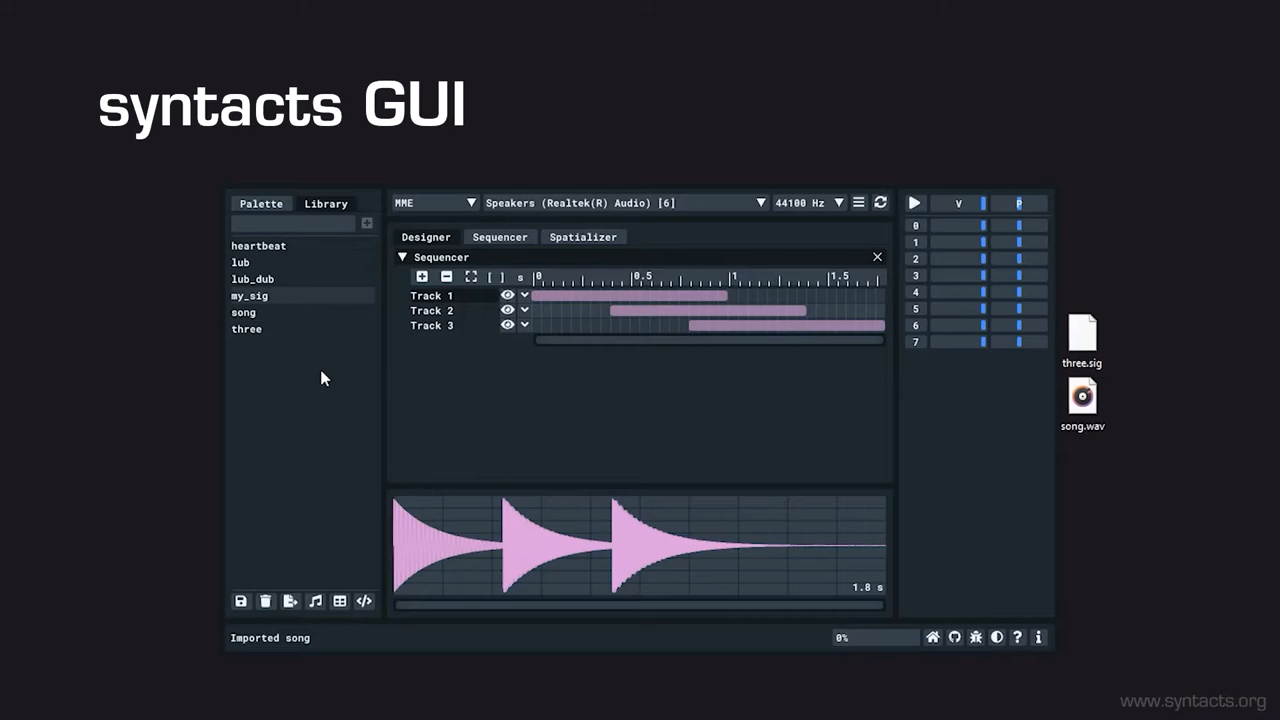 syntacts GUI
Palette Library
MME Speakers (Realtek(R) Audio) [6] 44100 Hz
V P
Designer Sequencer Spatializer
Sequencer
[ ] s 0 0.5 1 1.5
Track 1
Track 2
Track 3
heartbeat
lub
lub_dub
my_sig
song
three
0
1
2
3
4
5
6
7
three.sig
song.wav
1.8 s
Imported song
0%
www.syntacts.org